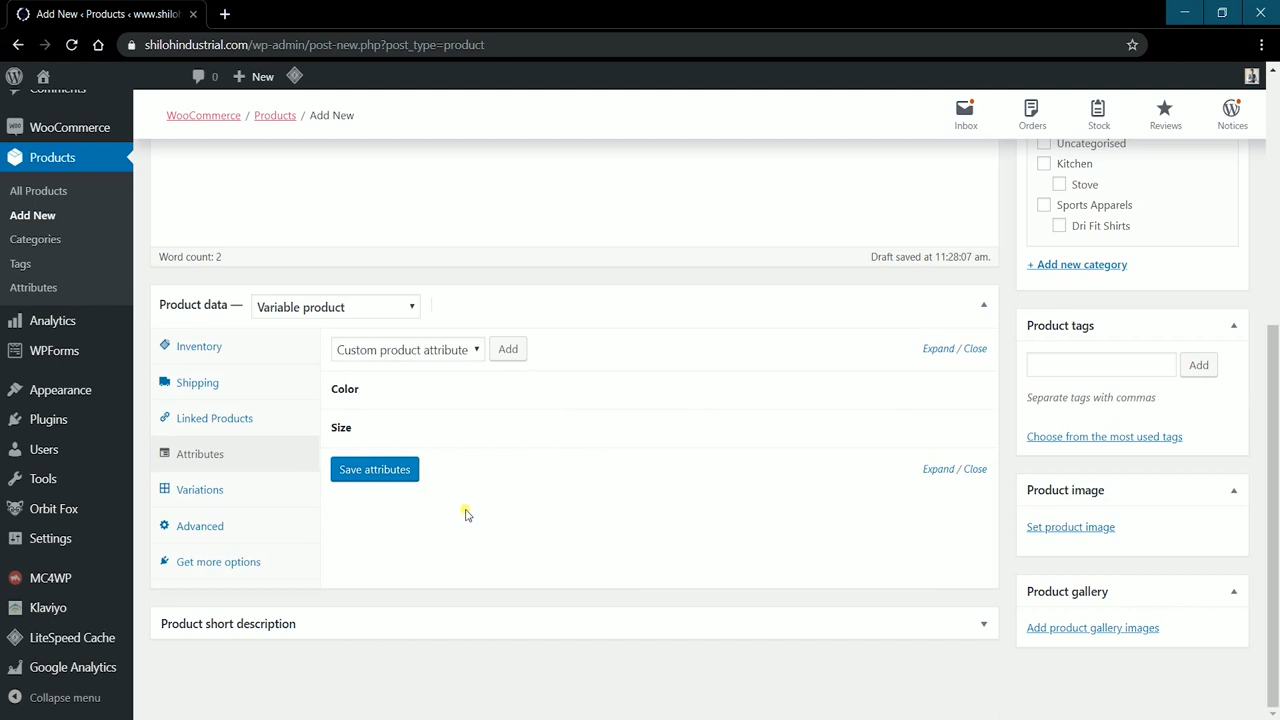 Add New ‹ Products ‹ www.shilol
shilohindustrial.com/wp-admin/post-new.php?post_type=product
0
New
Comments
WooCommerce
Products
All Products
Add New
Categories
Tags
Attributes
Analytics
WPForms
Appearance
Plugins
Users
Tools
Orbit Fox
Settings
MC4WP
Klaviyo
LiteSpeed Cache
Google Analytics
Collapse menu
WooCommerce / Products / Add New
Inbox
Orders
Stock
Reviews
Notices
Word count: 2
Draft saved at 11:28:07 am.
Product data —
Variable product
Inventory
Shipping
Linked Products
Attributes
Variations
Advanced
Get more options
Custom product attribute
Add
Expand / Close
Color
Size
Save attributes
Expand / Close
Product short description
Uncategorised
Kitchen
Stove
Sports Apparels
Dri Fit Shirts
+ Add new category
Product tags
Add
Separate tags with commas
Choose from the most used tags
Product image
Set product image
Product gallery
Add product gallery images